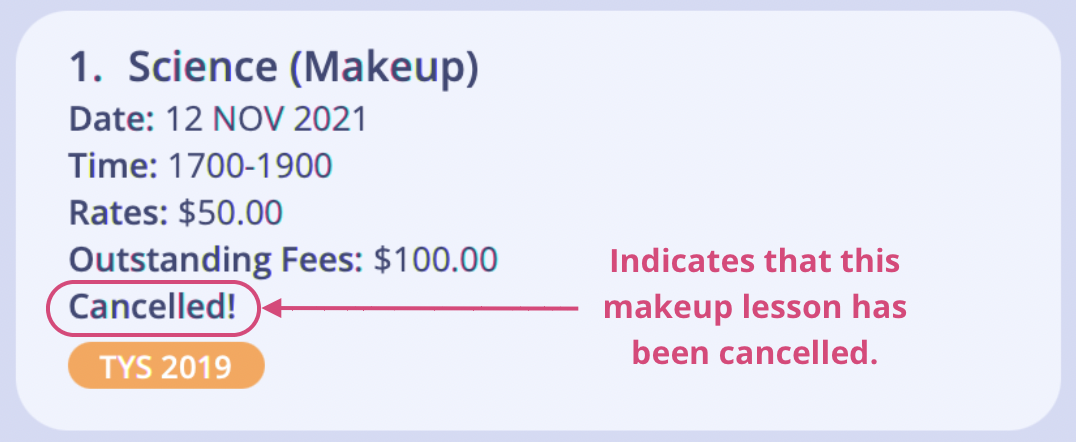 1. Science (Makeup)
Date: 12 NOV 2021
Time: 1700-1900
Rates: $50.00
Outstanding Fees: $100.00
Cancelled!
TYS 2019
Indicates that this
makeup lesson has
been cancelled.